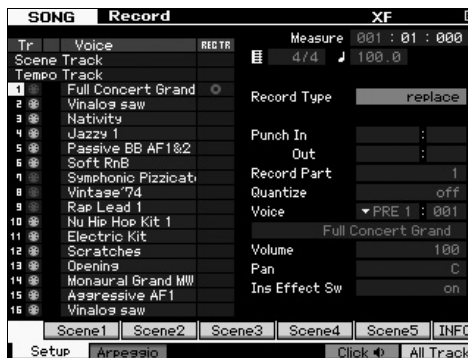 SONG Record XF
Measure 001 : 01 : 000
Tr Voice REC TR
4/4 100.0
Scene Track
Tempo Track
1 Full Concert Grand
2 Vinalog saw
Record Type replace
3 Nativity
4 Jazzy 1
Punch In :
5 Passive BB AF1&2
Out :
6 Soft RnB
Record Part 1
7 Symphonic Pizzicat
8 Vintage'74
Quantize off
9 Rap Lead 1
Voice PRE 1 : 001
10 Nu Hip Hop Kit 1
Full Concert Grand
11 Electric Kit
12 Scratches
Volume 100
13 Opening
Pan C
14 Monaural Grand MW
Ins Effect Sw on
15 Aggressive AF1
16 Vinalog saw
Scene1 Scene2 Scene3 Scene4 Scene5 INFO
Setup Arpeggio Click All Track